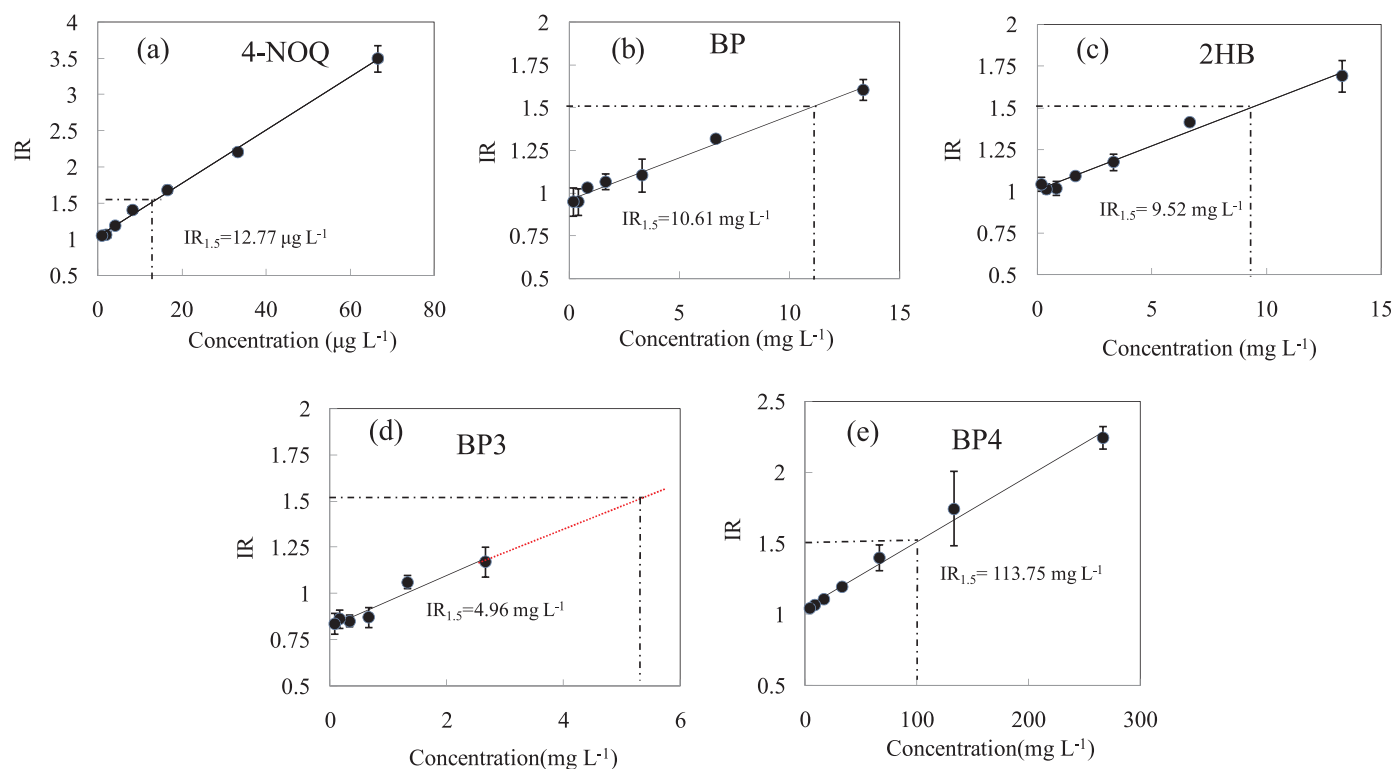 (a) 4-NOQ
4
3.5
3
2.5
2
1.5
1
0.5
IR
IR1.5=12.77 µg L-1
0 20 40 60 80
Concentration (µg L-1)
(b) BP
2
1.75
1.5
1.25
1
0.75
0.5
IR
IR1.5=10.61 mg L-1
0 5 10 15
Concentration (mg L-1)
(c) 2HB
2
1.75
1.5
1.25
1
0.75
0.5
IR
IR1.5= 9.52 mg L-1
0 5 10 15
Concentration (mg L-1)
(d) BP3
2
1.75
1.5
1.25
1
0.75
0.5
IR
IR1.5=4.96 mg L-1
0 2 4 6
Concentration(mg L-1)
(e) BP4
2.5
2
1.5
1
0.5
IR
IR1.5= 113.75 mg L-1
0 100 200 300
Concentration(mg L-1)